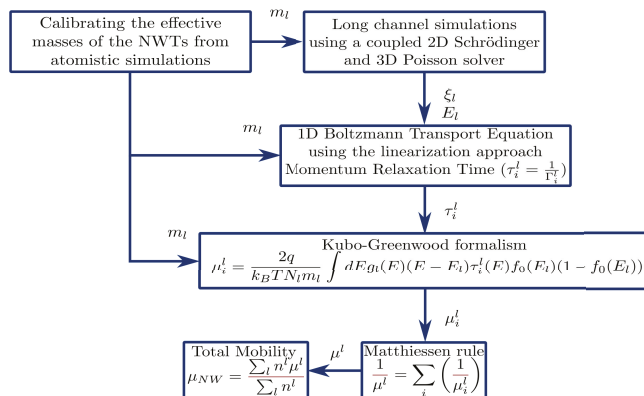 Calibrating the effective
masses of the NWTs from
atomistic simulations
m_l
Long channel simulations
using a coupled 2D Schrödinger
and 3D Poisson solver
ξ_l
E_l
m_l
1D Boltzmann Transport Equation
using the linearization approach
Momentum Relaxation Time (τ_i^l = 1/Γ_i^l)
τ_i^l
m_l
Kubo-Greenwood formalism
μ_i^l = 2q/(k_B T N_l m_l) ∫ dE g_l(E)(E − E_l)τ_i^l(E)f_0(E_l)(1 − f_0(E_l))
μ_i^l
Matthiessen rule
1/μ^l = ∑_i (1/μ_i^l)
μ^l
Total Mobility
μ_NW = ∑_l n^l μ^l / ∑_l n^l